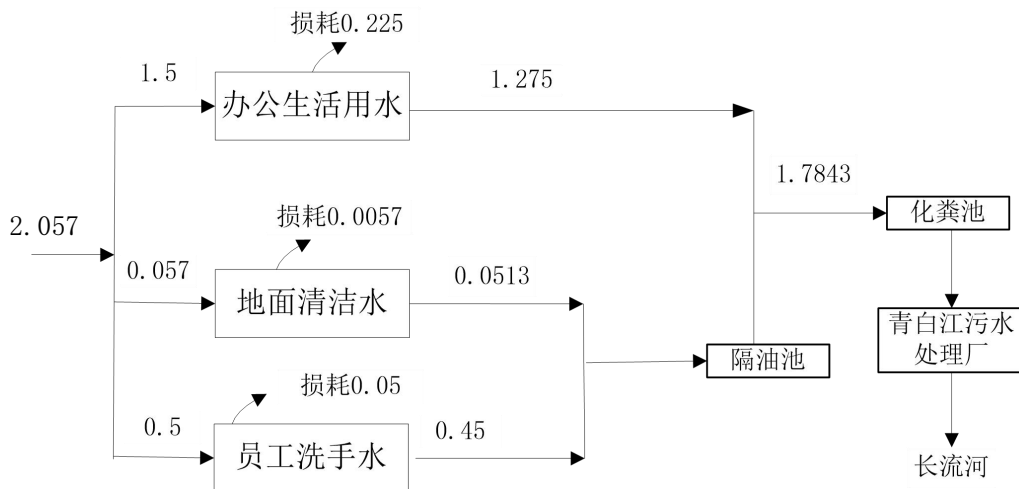 损耗0.225
1.5
办公生活用水
1.275
1.7843
化粪池
2.057
损耗0.0057
0.057
地面清洁水
0.0513
青白江污水
处理厂
隔油池
损耗0.05
0.5
员工洗手水
0.45
长流河